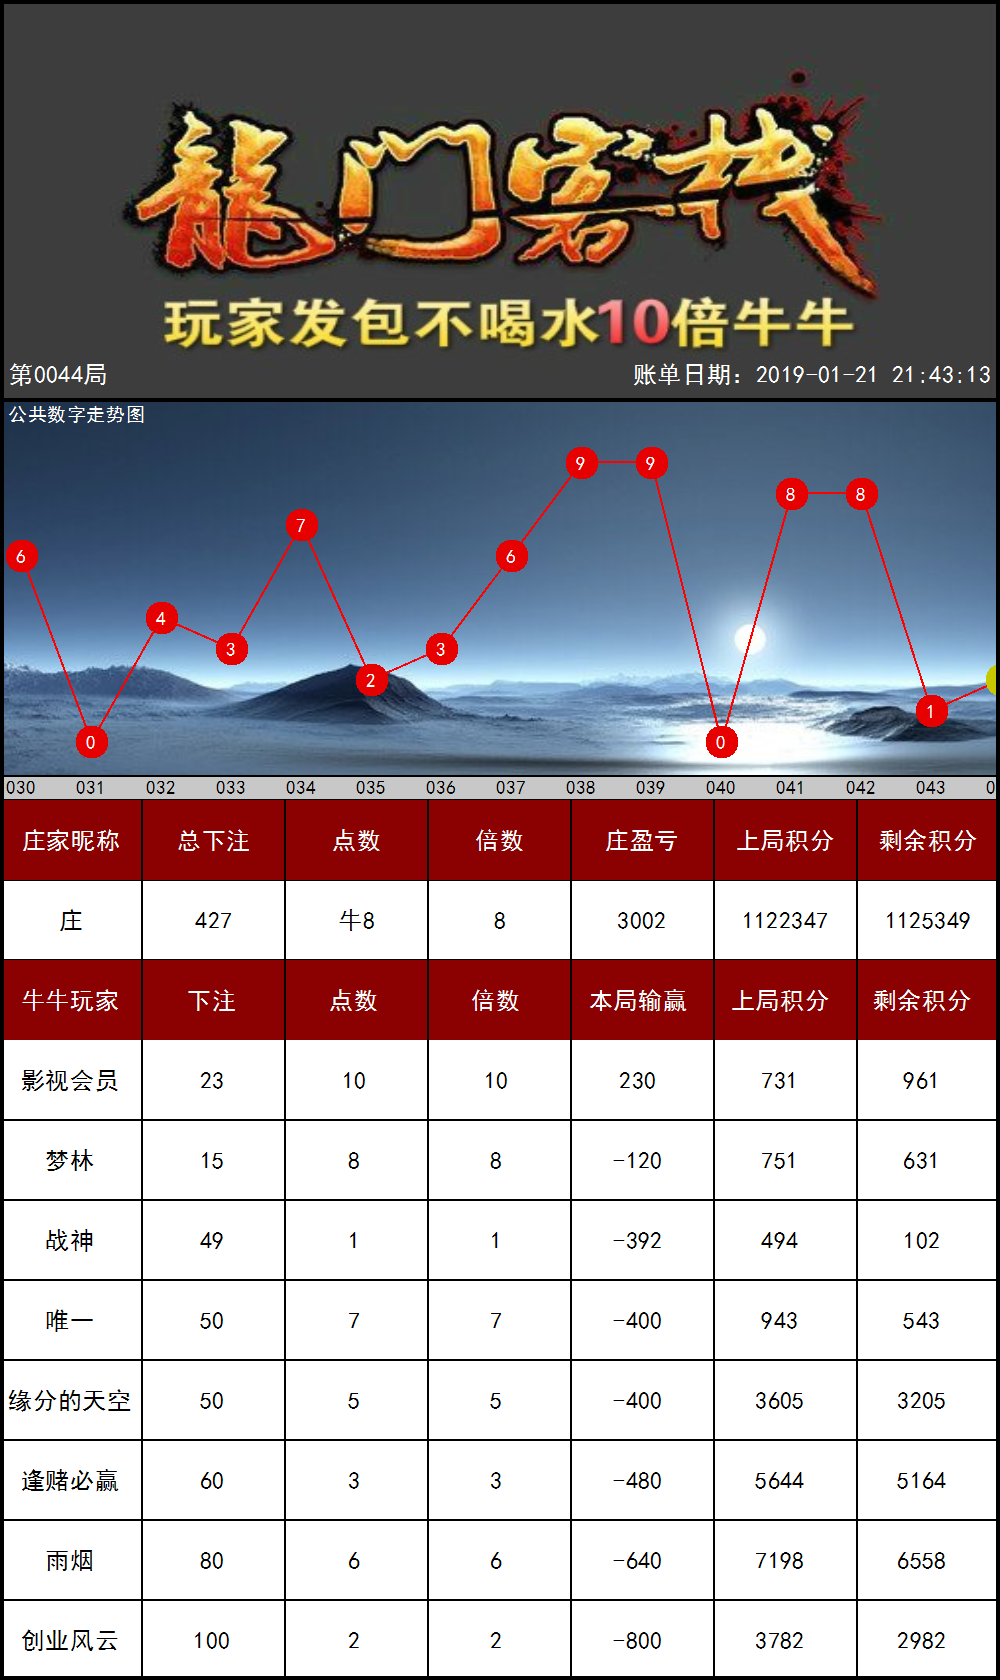 龍门客栈
玩家发包不喝水10倍牛牛
第0044局 账单日期：2019-01-21 21:43:13
公共数字走势图
9 9
8 8
7
6 6
4
3 3
2
1
0 0
030 031 032 033 034 035 036 037 038 039 040 041 042 043 0
庄家昵称 总下注 点数 倍数 庄盈亏 上局积分 剩余积分
庄 427 牛8 8 3002 1122347 1125349
牛牛玩家 下注 点数 倍数 本局输赢 上局积分 剩余积分
影视会员 23 10 10 230 731 961
梦林 15 8 8 -120 751 631
战神 49 1 1 -392 494 102
唯一 50 7 7 -400 943 543
缘分的天空 50 5 5 -400 3605 3205
逢赌必赢 60 3 3 -480 5644 5164
雨烟 80 6 6 -640 7198 6558
创业风云 100 2 2 -800 3782 2982